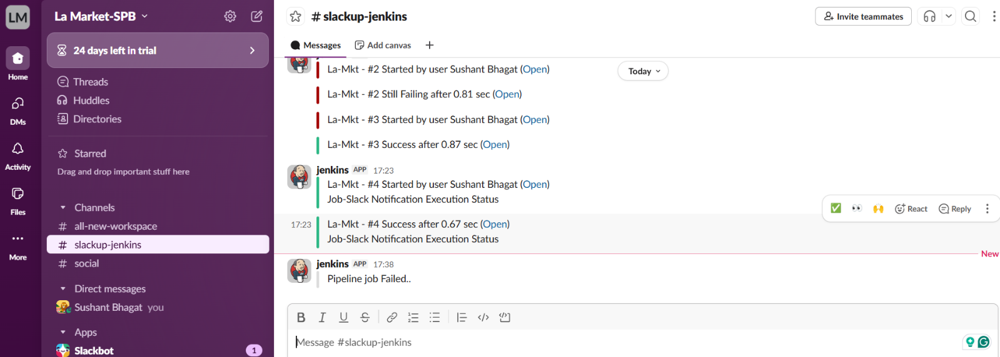 LM
La Market-SPB
24 days left in trial
Home
Threads
Huddles
DMs
Directories
Activity
Starred
Drag and drop important stuff here
Files
Channels
# all-new-workspace
More
# slackup-jenkins
# social
Direct messages
Sushant Bhagat you
Apps
Slackbot 1
# slackup-jenkins
Invite teammates
Messages
Add canvas
Today
La-Mkt - #2 Started by user Sushant Bhagat (Open)
La-Mkt - #2 Still Failing after 0.81 sec (Open)
La-Mkt - #3 Started by user Sushant Bhagat (Open)
La-Mkt - #3 Success after 0.87 sec (Open)
jenkins APP 17:23
La-Mkt - #4 Started by user Sushant Bhagat (Open)
Job-Slack Notification Execution Status
React
Reply
17:23 La-Mkt - #4 Success after 0.67 sec (Open)
Job-Slack Notification Execution Status
New
jenkins APP 17:38
Pipeline job Failed..
B I U S
Message #slackup-jenkins